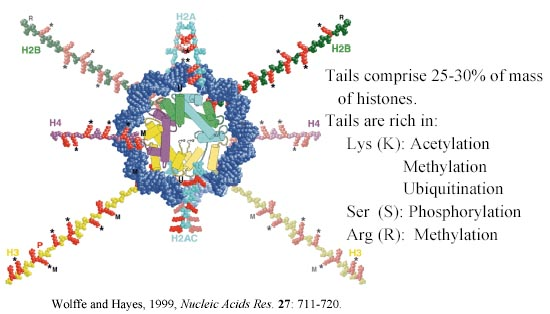 H2A
R
H2B
R
H2B
U
H4
M
H4
U
H3
P
M
M
H2AC
M
M
H3
Tails comprise 25-30% of mass
of histones.
Tails are rich in:
Lys (K): Acetylation
Methylation
Ubiquitination
Ser (S): Phosphorylation
Arg (R): Methylation
Wolffe and Hayes, 1999, Nucleic Acids Res. 27: 711-720.